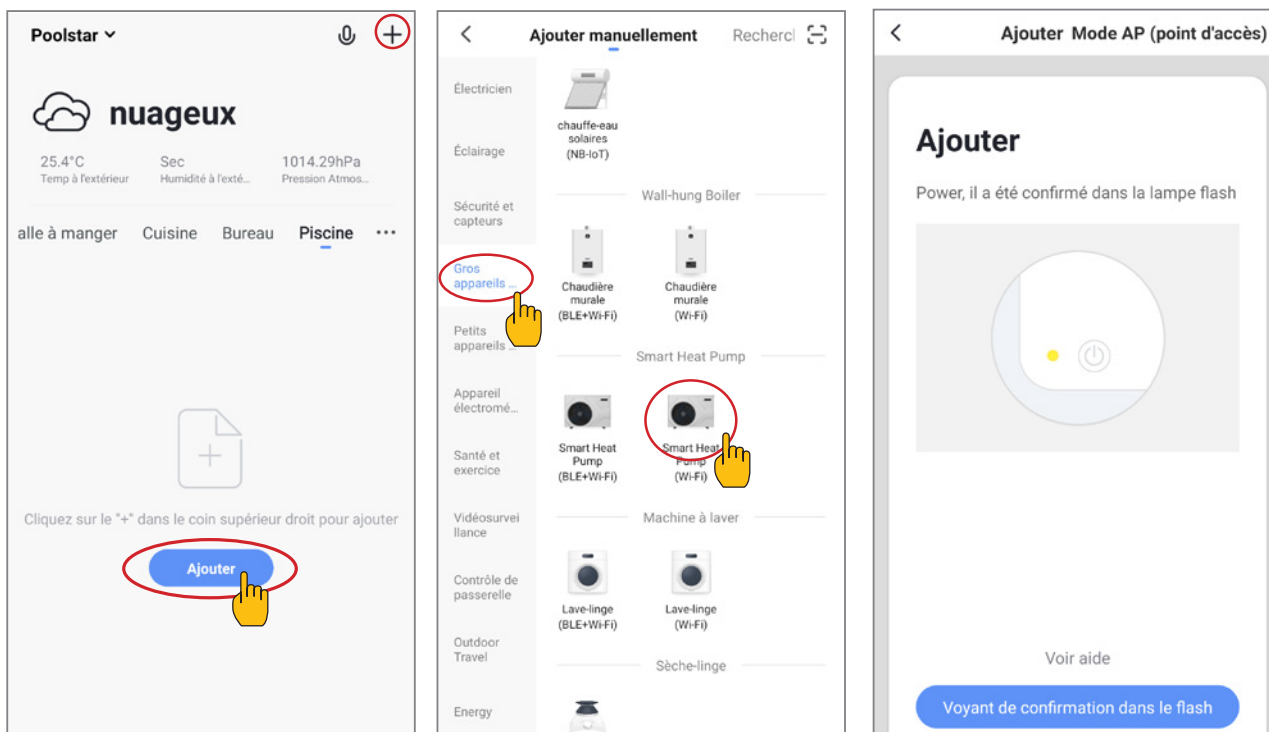 Poolstar
nuageux
25.4°C Sec 1014.29hPa
Temp à l'extérieur Humidité à l'exté... Pression Atmos...
alle à manger Cuisine Bureau Piscine ...
Cliquez sur le "+" dans le coin supérieur droit pour ajouter
Ajouter
Ajouter manuellement Recherc
Électricien
Éclairage
Sécurité et
capteurs
Gros
appareils ...
Petits
appareils ...
Appareil
électromé...
Santé et
exercice
Vidéosurvei
llance
Contrôle de
passerelle
Outdoor
Travel
Energy
chauffe-eau
solaires
(NB-IoT)
Wall-hung Boiler
Chaudière
murale
(BLE+Wi-Fi)
Chaudière
murale
(Wi-Fi)
Smart Heat Pump
Smart Heat
Pump
(BLE+Wi-Fi)
Smart Heat
Pump
(Wi-Fi)
Machine à laver
Lave-linge
(BLE+Wi-Fi)
Lave-linge
(Wi-Fi)
Sèche-linge
Ajouter Mode AP (point d'accès)
Ajouter
Power, il a été confirmé dans la lampe flash
Voir aide
Voyant de confirmation dans le flash